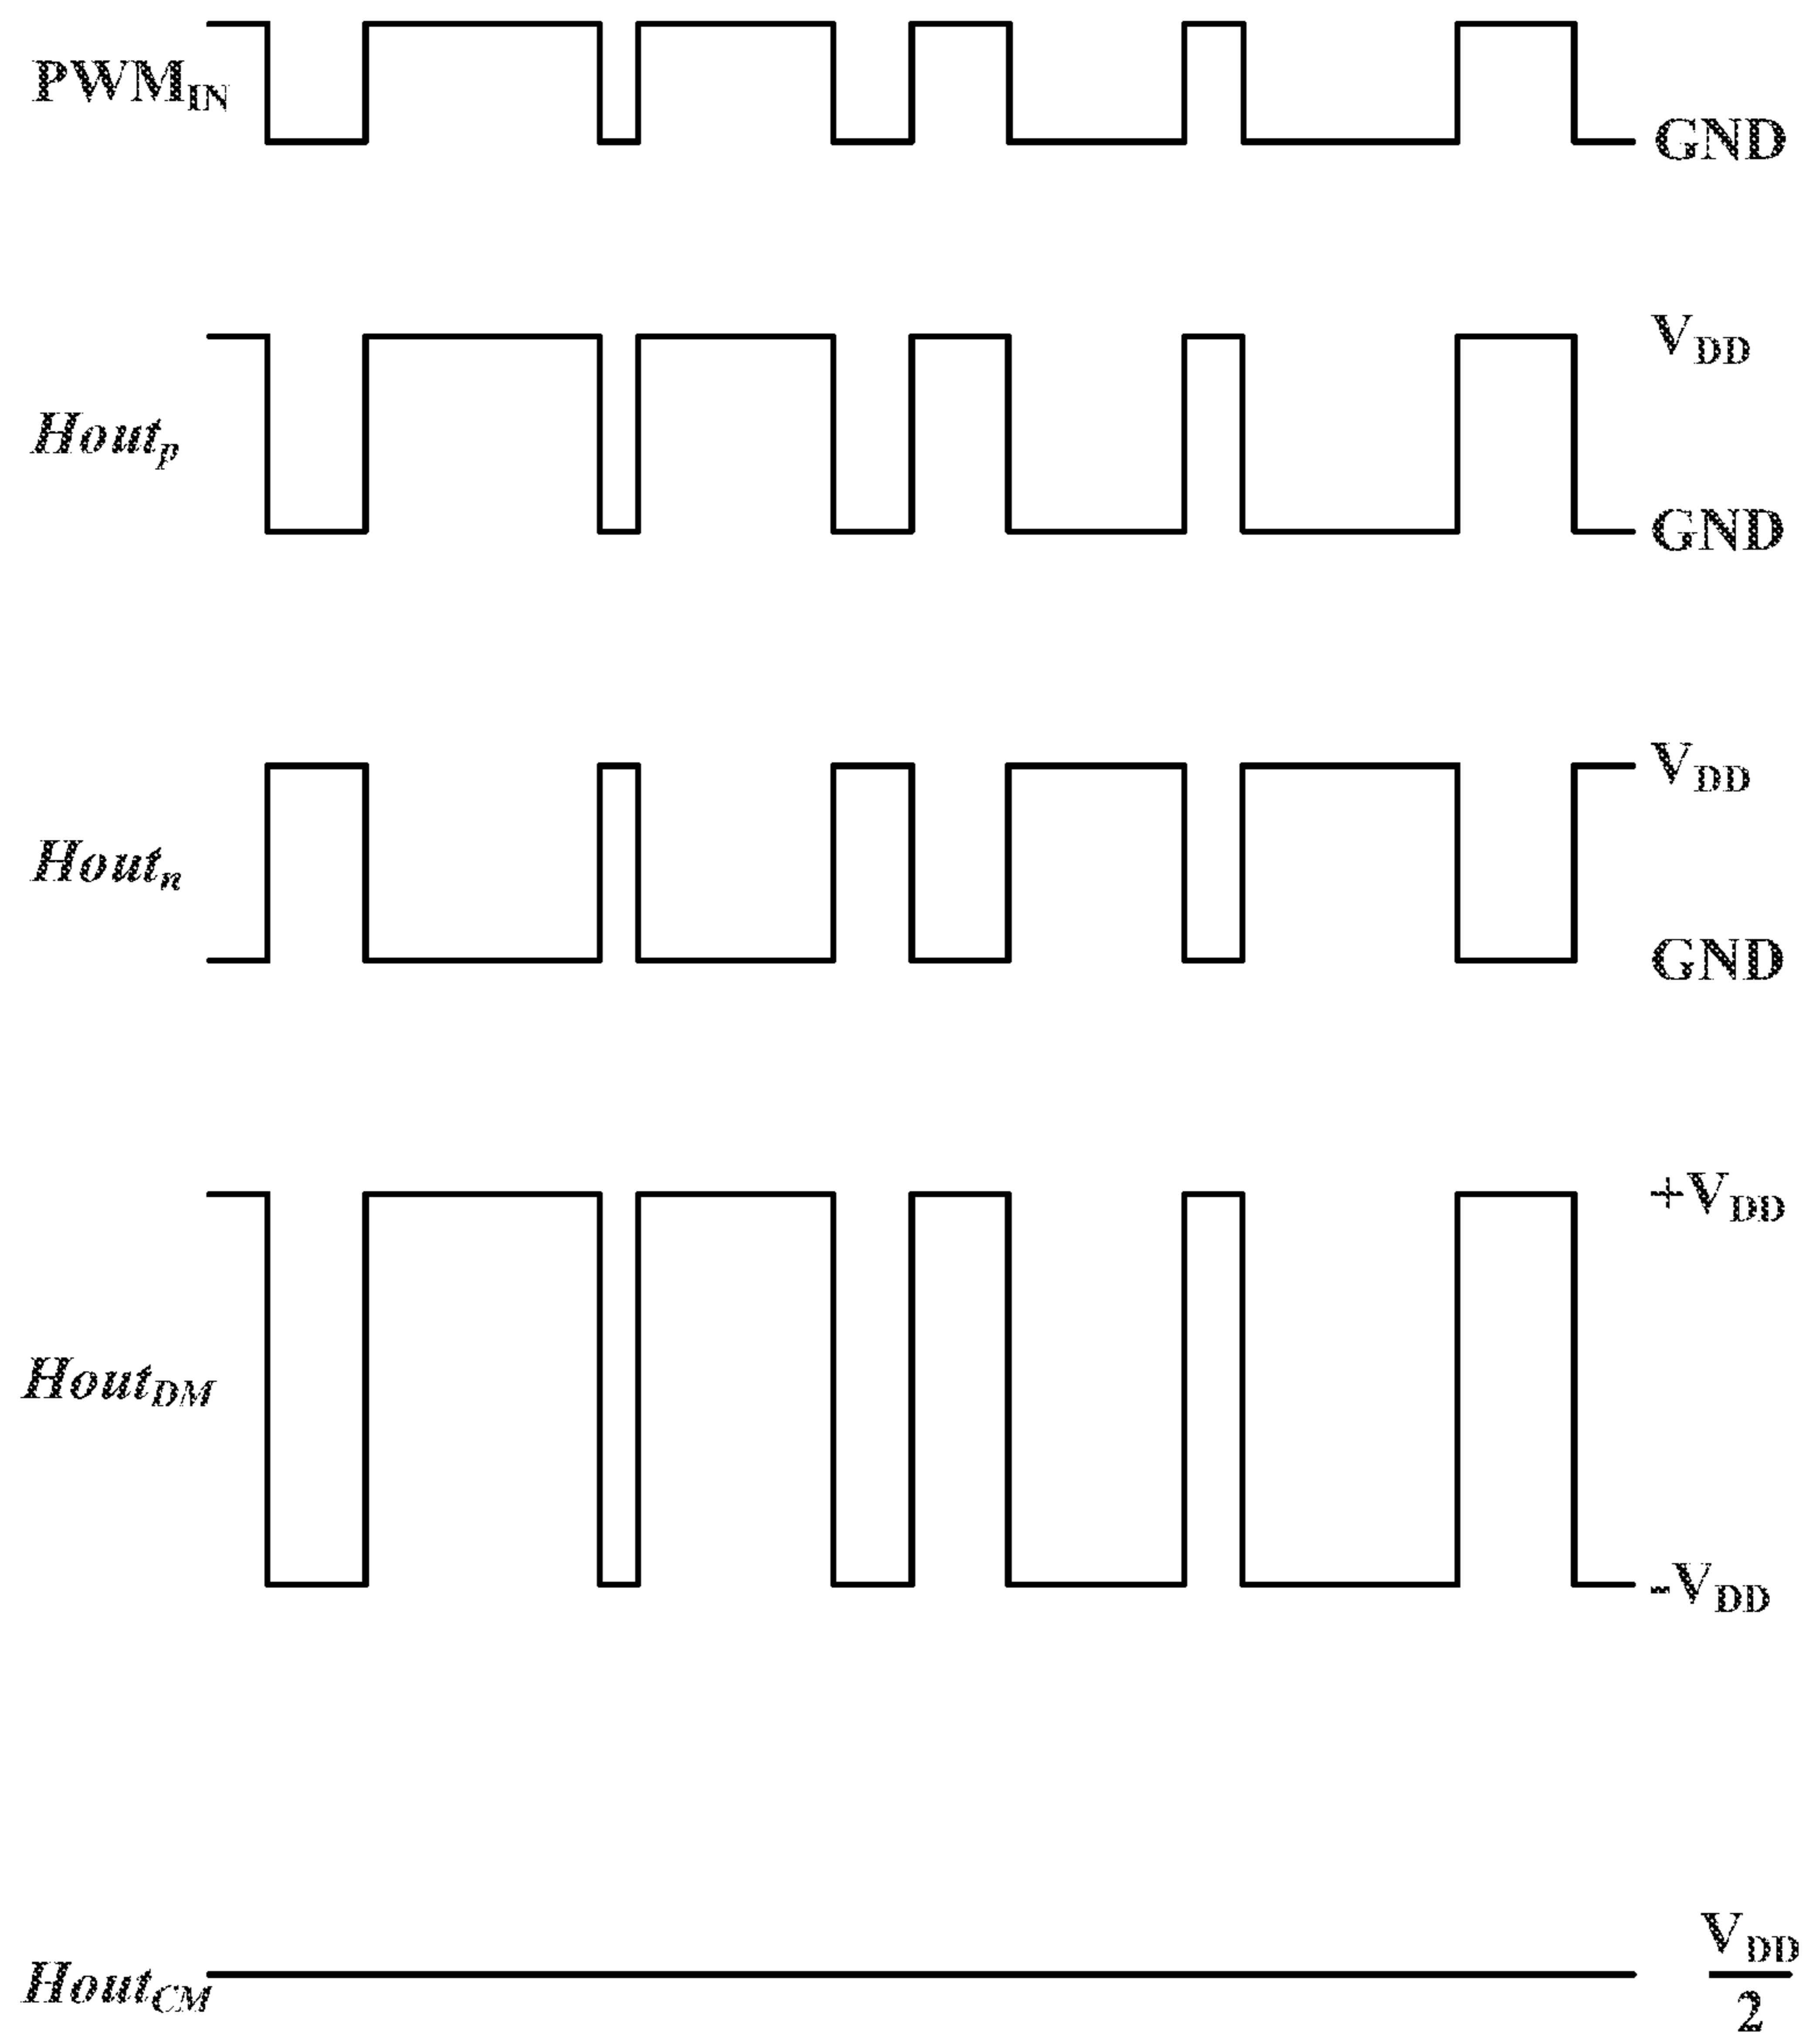 PWM_IN
GND
V_DD
Hout_p
GND
V_DD
Hout_n
GND
+V_DD
Hout_DM
-V_DD
V_DD
Hout_CM
2